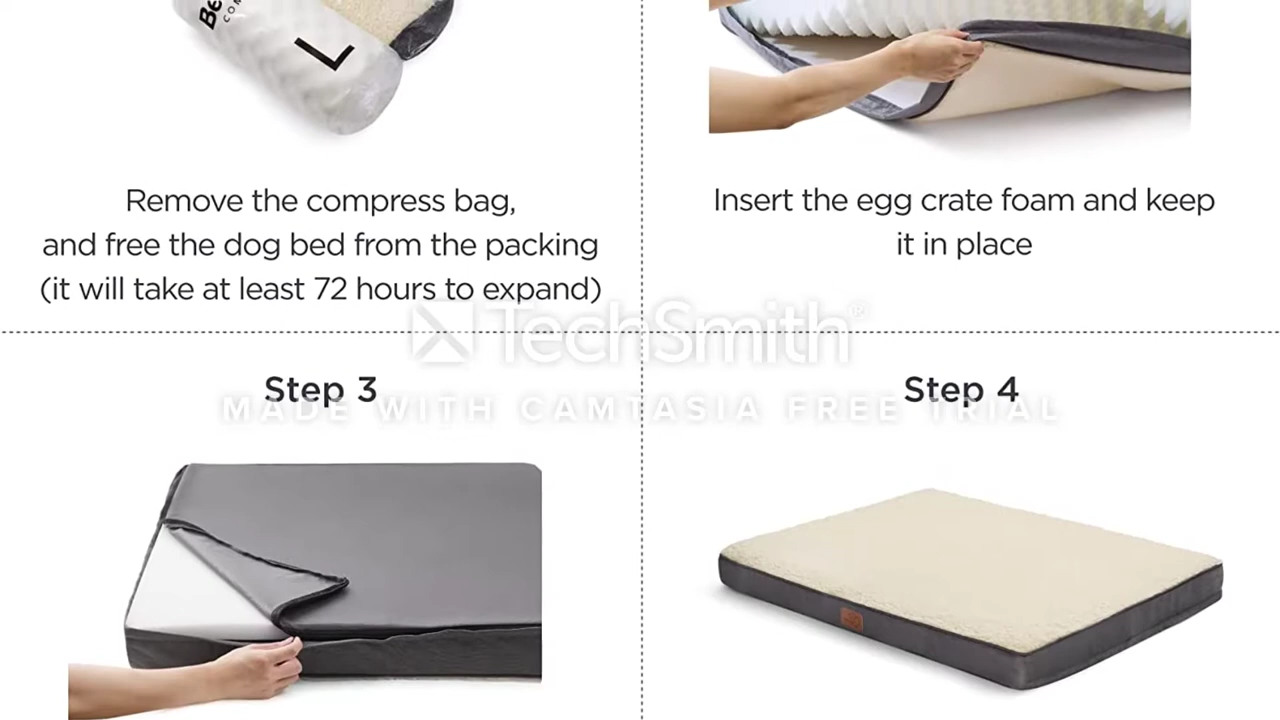 L
Remove the compress bag,
and free the dog bed from the packing
(it will take at least 72 hours to expand)
Insert the egg crate foam and keep
it in place
TechSmith®
MADE WITH CAMTASIA FREE TRIAL
Step 3
Step 4